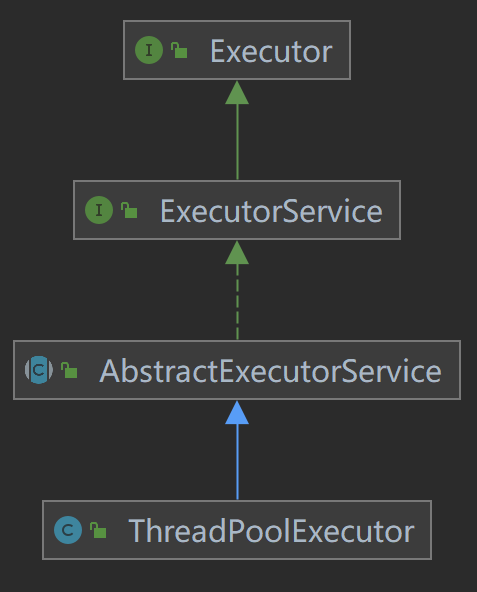 I Executor
I ExecutorService
C AbstractExecutorService
C ThreadPoolExecutor